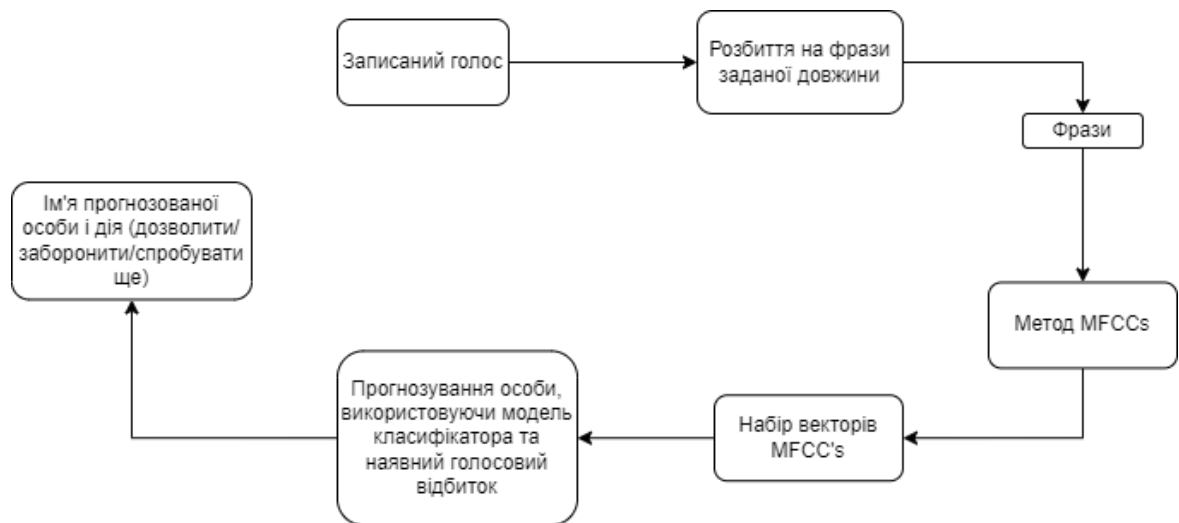 Записаний голос
Розбиття на фрази
заданої довжини
Фрази
Метод MFCCs
Набір векторів
MFCC's
Прогнозування особи,
використовуючи модель
класифікатора та
наявний голосовий
відбиток
Ім'я прогнозованої
особи і дія (дозволити/
заборонити/спробувати
ще)